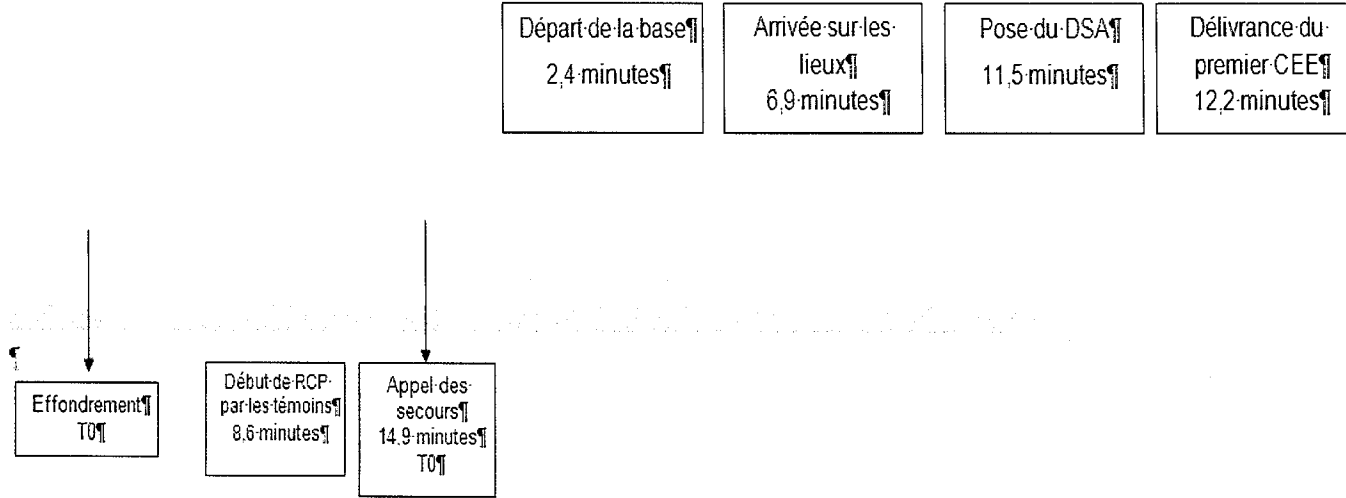 Départ·de·la·base¶
2,4·minutes¶
Arrivée·sur·les·
lieux¶
6,9·minutes¶
Pose·du·DSA¶
11,5·minutes¶
Délivrance·du·
premier·CEE¶
12,2·minutes¶
¶
Effondrement¶
T0¶
Début·de·RCP·
par·les·témoins¶
8,6·minutes¶
Appel·des·
secours¶
14,9·minutes¶
T0¶